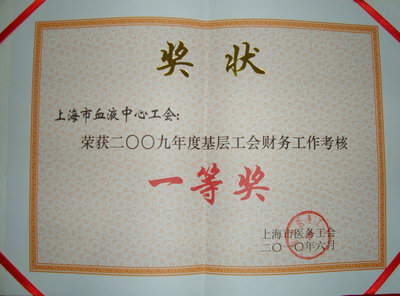 奖状
上海市血液中心工会：
荣获二〇〇九年度基层工会财务工作考核
一等奖
上海市医务工会
二〇一〇年六月